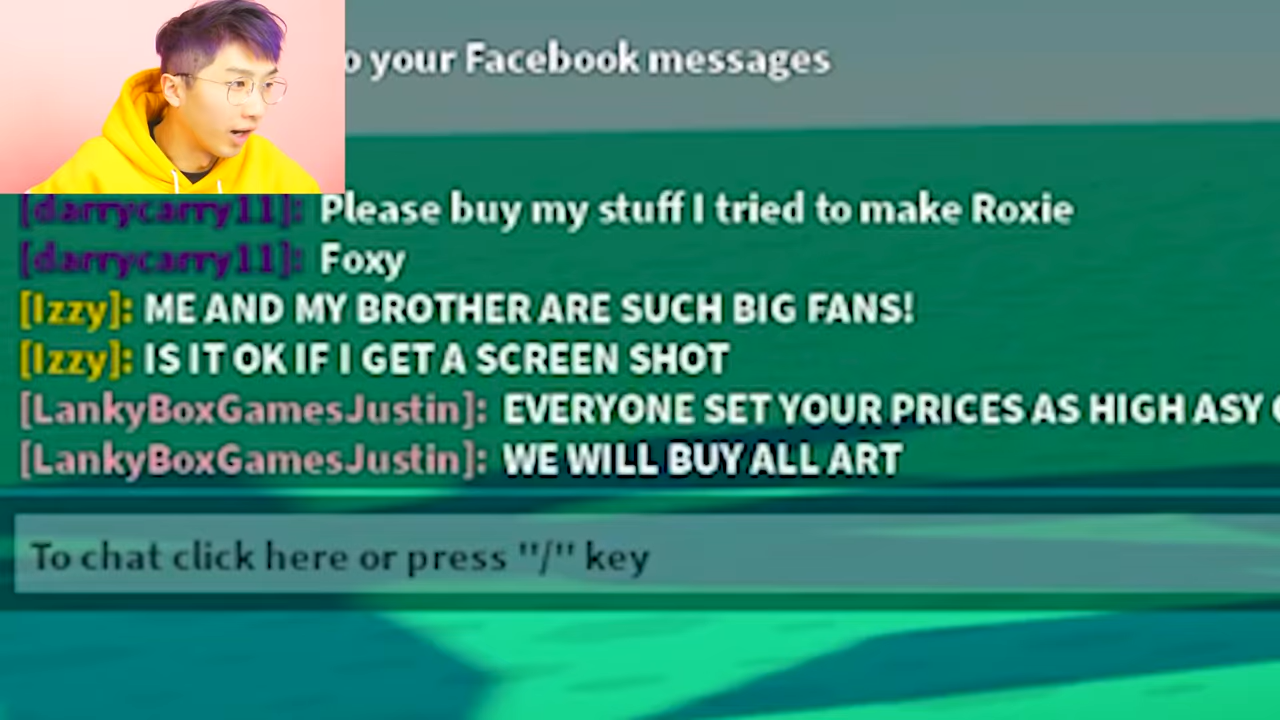 o your Facebook messages
[darrycarry11]: Please buy my stuff I tried to make Roxie
[darrycarry11]: Foxy
[Izzy]: ME AND MY BROTHER ARE SUCH BIG FANS!
[Izzy]: IS IT OK IF I GET A SCREEN SHOT
[LankyBoxGamesJustin]: EVERYONE SET YOUR PRICES AS HIGH ASY
[LankyBoxGamesJustin]: WE WILL BUY ALL ART
To chat click here or press "/" key